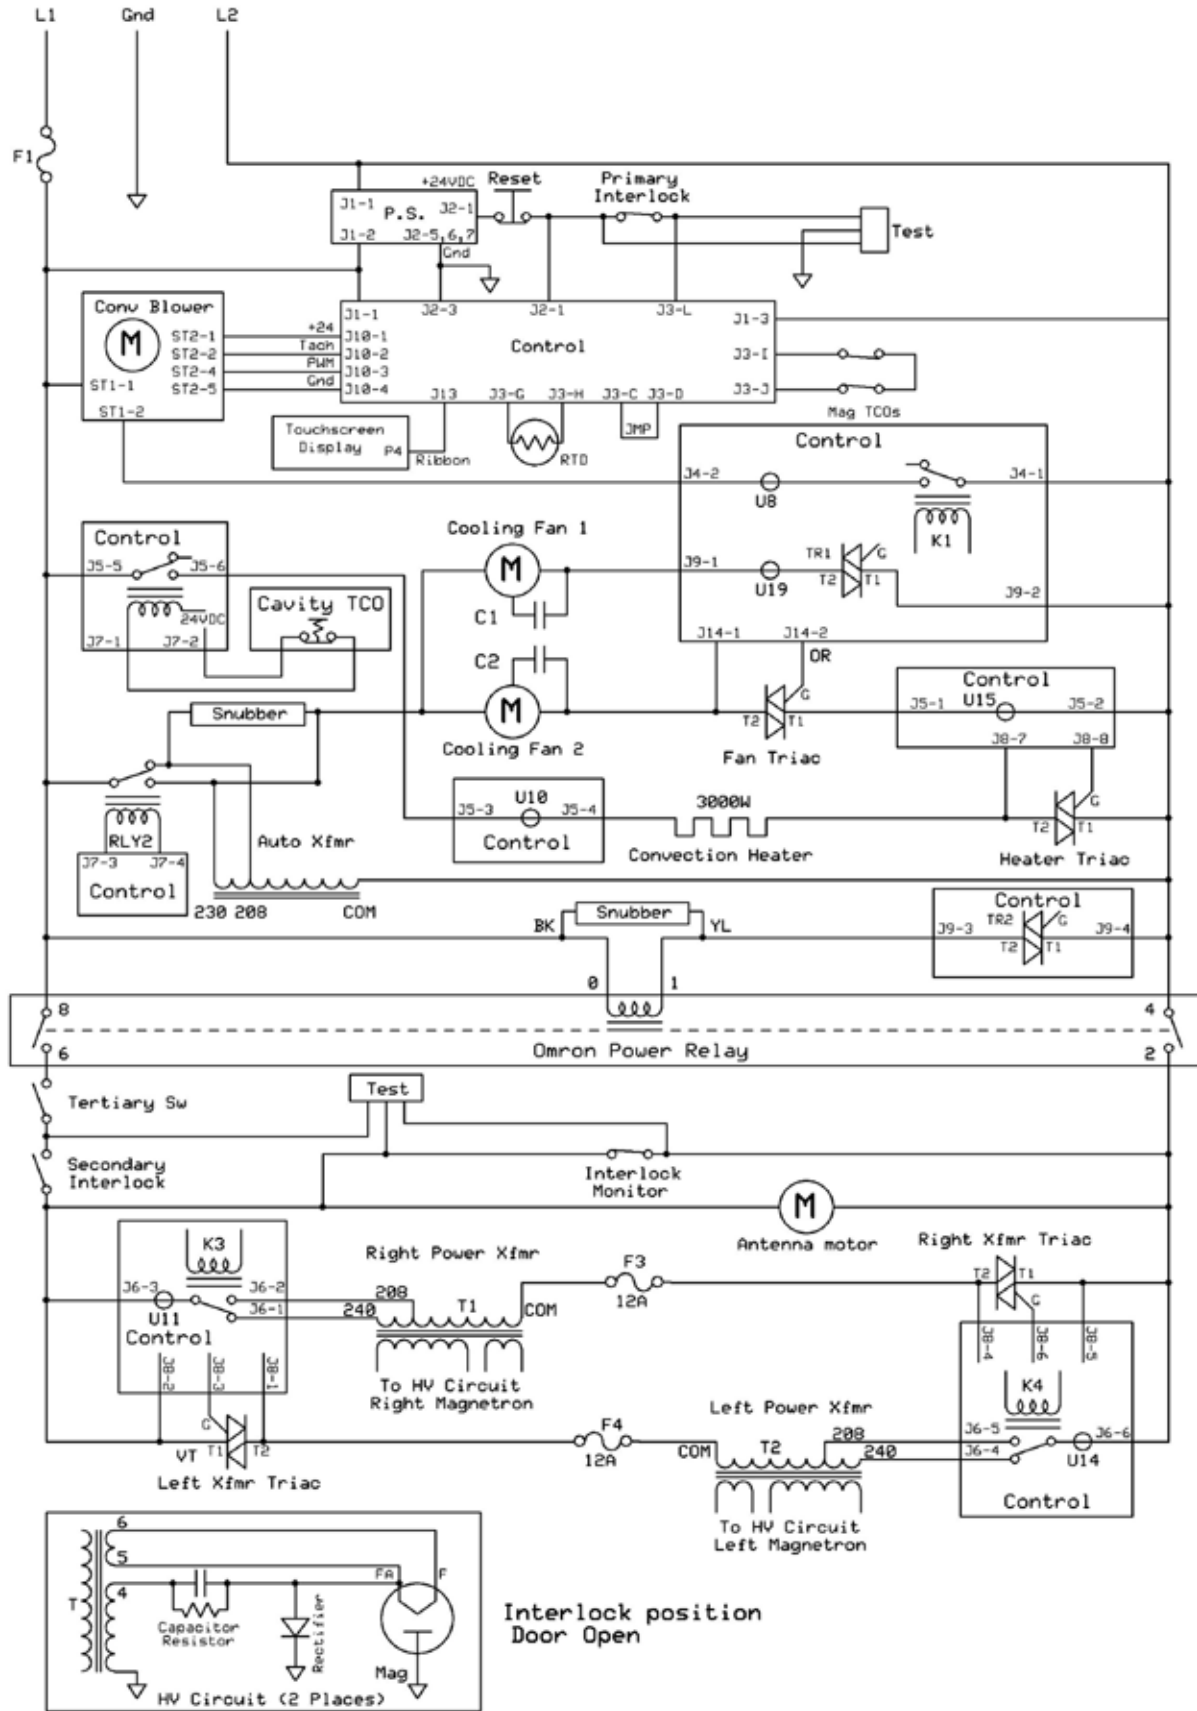 L1 Gnd L2
F1
+24VDC Reset Primary
Interlock
J1-1 P.S. J2-1
J1-2 J2-5,6,7
Gnd
Test
Conv Blower
M
ST2-1 +24 J10-1
ST2-2 Tach J10-2
ST2-4 PWM J10-3
ST2-5 Gnd J10-4
ST1-1
ST1-2
J1-1 J2-3 J2-1 J3-L J1-3
Control
J3-I
J3-J
J13 J3-G J3-H J3-C J3-D
Mag TCOs
Touchscreen
Display P4
Ribbon
RTD
JMP
Control
J4-2 U8 K1 J4-1
J9-1 U19 TR1 G
T2 T1
J9-2
J14-1 J14-2
OR
Control
J5-5 J5-6
24VDC
J7-1 J7-2
Cavity TCO
Cooling Fan 1
M
C1
C2
M
Cooling Fan 2
G
T2 T1
Fan Triac
Control
J5-1 U15 J5-2
J8-7 J8-8
Snubber
RLY2
J7-3 J7-4
Control
Auto Xfmr
230 208 COM
U10
J5-3 J5-4
Control
3000W
Convection Heater
G
T2 T1
Heater Triac
BK Snubber YL
Control
J9-3 TR2 G J9-4
T2 T1
0 1
8 4
6 Omron Power Relay 2
Tertiary Sw
Test
Secondary
Interlock
Interlock
Monitor
M
Antenna motor
K3
J6-3 J6-2
U11 J6-1
Control
J8-2 J8-3 J8-1
Right Power Xfmr
208
240 T1 COM
To HV Circuit
Right Magnetron
F3
12A
Right Xfmr Triac
T2 T1
G
J8-4 J8-6 J8-5
K4
J6-5 J6-6
J6-4 U14
Control
G
VT T1 T2
Left Xfmr Triac
F4
12A
Left Power Xfmr
COM T2 208
240
To HV Circuit
Left Magnetron
6
5
4
T
FA F
Capacitor
Resistor
Rectifier
Mag
HV Circuit (2 Places)
Interlock position
Door Open